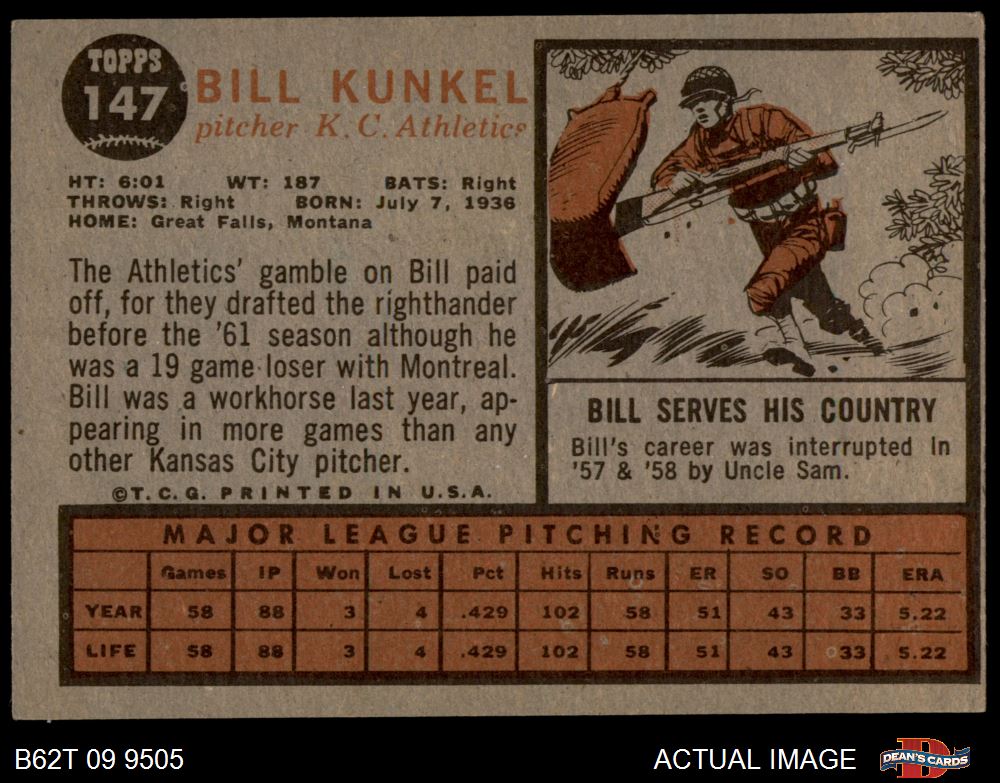 TOPPS
147
BILL KUNKEL
pitcher K. C. Athletics
HT: 6:01 WT: 187 BATS: Right
THROWS: Right BORN: July 7, 1936
HOME: Great Falls, Montana
The Athletics' gamble on Bill paid
off, for they drafted the righthander
before the '61 season although he
was a 19 game loser with Montreal.
Bill was a workhorse last year, ap-
pearing in more games than any
other Kansas City pitcher.
©T. C. G. PRINTED IN U.S.A.
BILL SERVES HIS COUNTRY
Bill's career was interrupted in
'57 & '58 by Uncle Sam.
MAJOR LEAGUE PITCHING RECORD
Games IP Won Lost Pct Hits Runs ER SO BB ERA
YEAR 58 88 3 4 .429 102 58 51 43 33 5.22
LIFE 58 88 3 4 .429 102 58 51 43 33 5.22
B62T 09 9505
ACTUAL IMAGE
DEAN'S CARDS